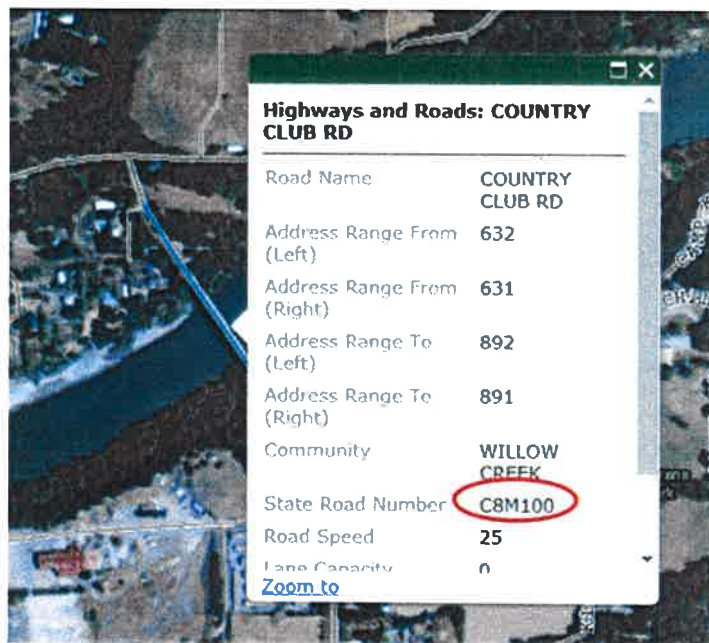 Highways and Roads: COUNTRY
CLUB RD
Road Name COUNTRY
CLUB RD
Address Range From 632
(Left)
Address Range From 631
(Right)
Address Range To 892
(Left)
Address Range To 891
(Right)
Community WILLOW
CREEK
State Road Number C8M100
Road Speed 25
Lane Capacity 0
Zoom to